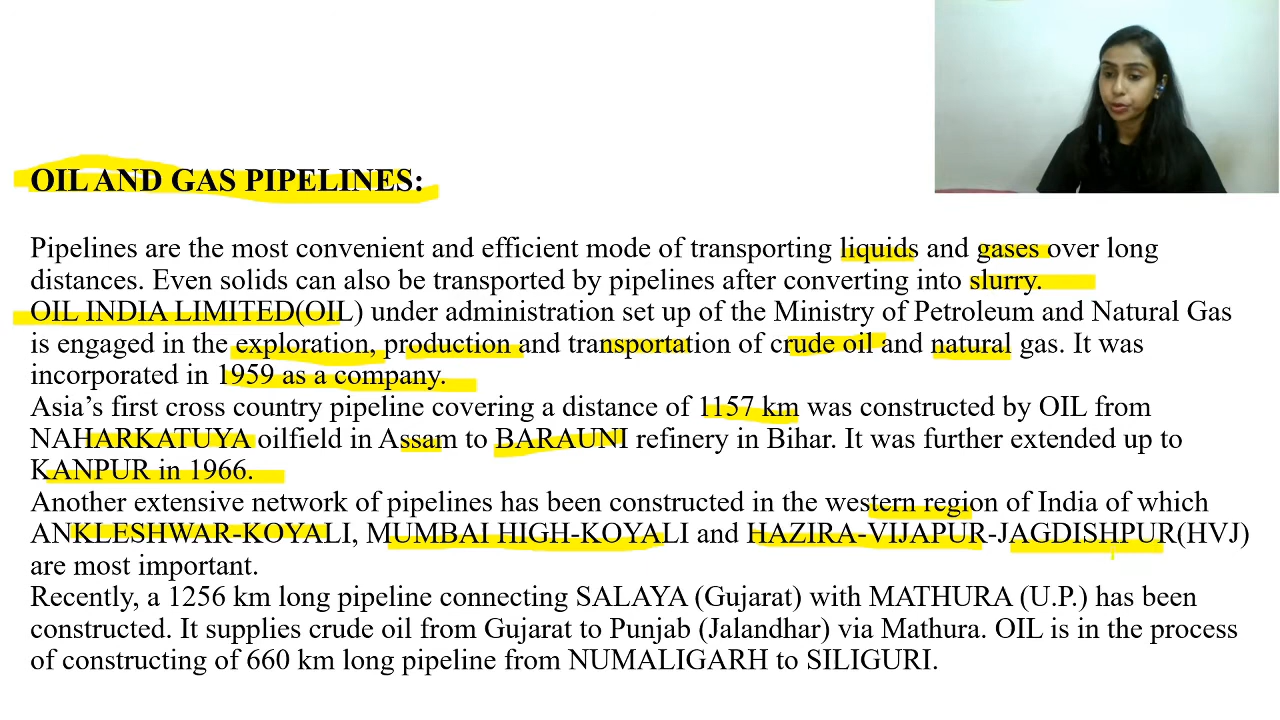 OIL AND GAS PIPELINES:
Pipelines are the most convenient and efficient mode of transporting liquids and gases over long
distances. Even solids can also be transported by pipelines after converting into slurry.
OIL INDIA LIMITED(OIL) under administration set up of the Ministry of Petroleum and Natural Gas
is engaged in the exploration, production and transportation of crude oil and natural gas. It was
incorporated in 1959 as a company.
Asia’s first cross country pipeline covering a distance of 1157 km was constructed by OIL from
NAHARKATUYA oilfield in Assam to BARAUNI refinery in Bihar. It was further extended up to
KANPUR in 1966.
Another extensive network of pipelines has been constructed in the western region of India of which
ANKLESHWAR-KOYALI, MUMBAI HIGH-KOYALI and HAZIRA-VIJAPUR-JAGDISHPUR(HVJ)
are most important.
Recently, a 1256 km long pipeline connecting SALAYA (Gujarat) with MATHURA (U.P.) has been
constructed. It supplies crude oil from Gujarat to Punjab (Jalandhar) via Mathura. OIL is in the process
of constructing of 660 km long pipeline from NUMALIGARH to SILIGURI.